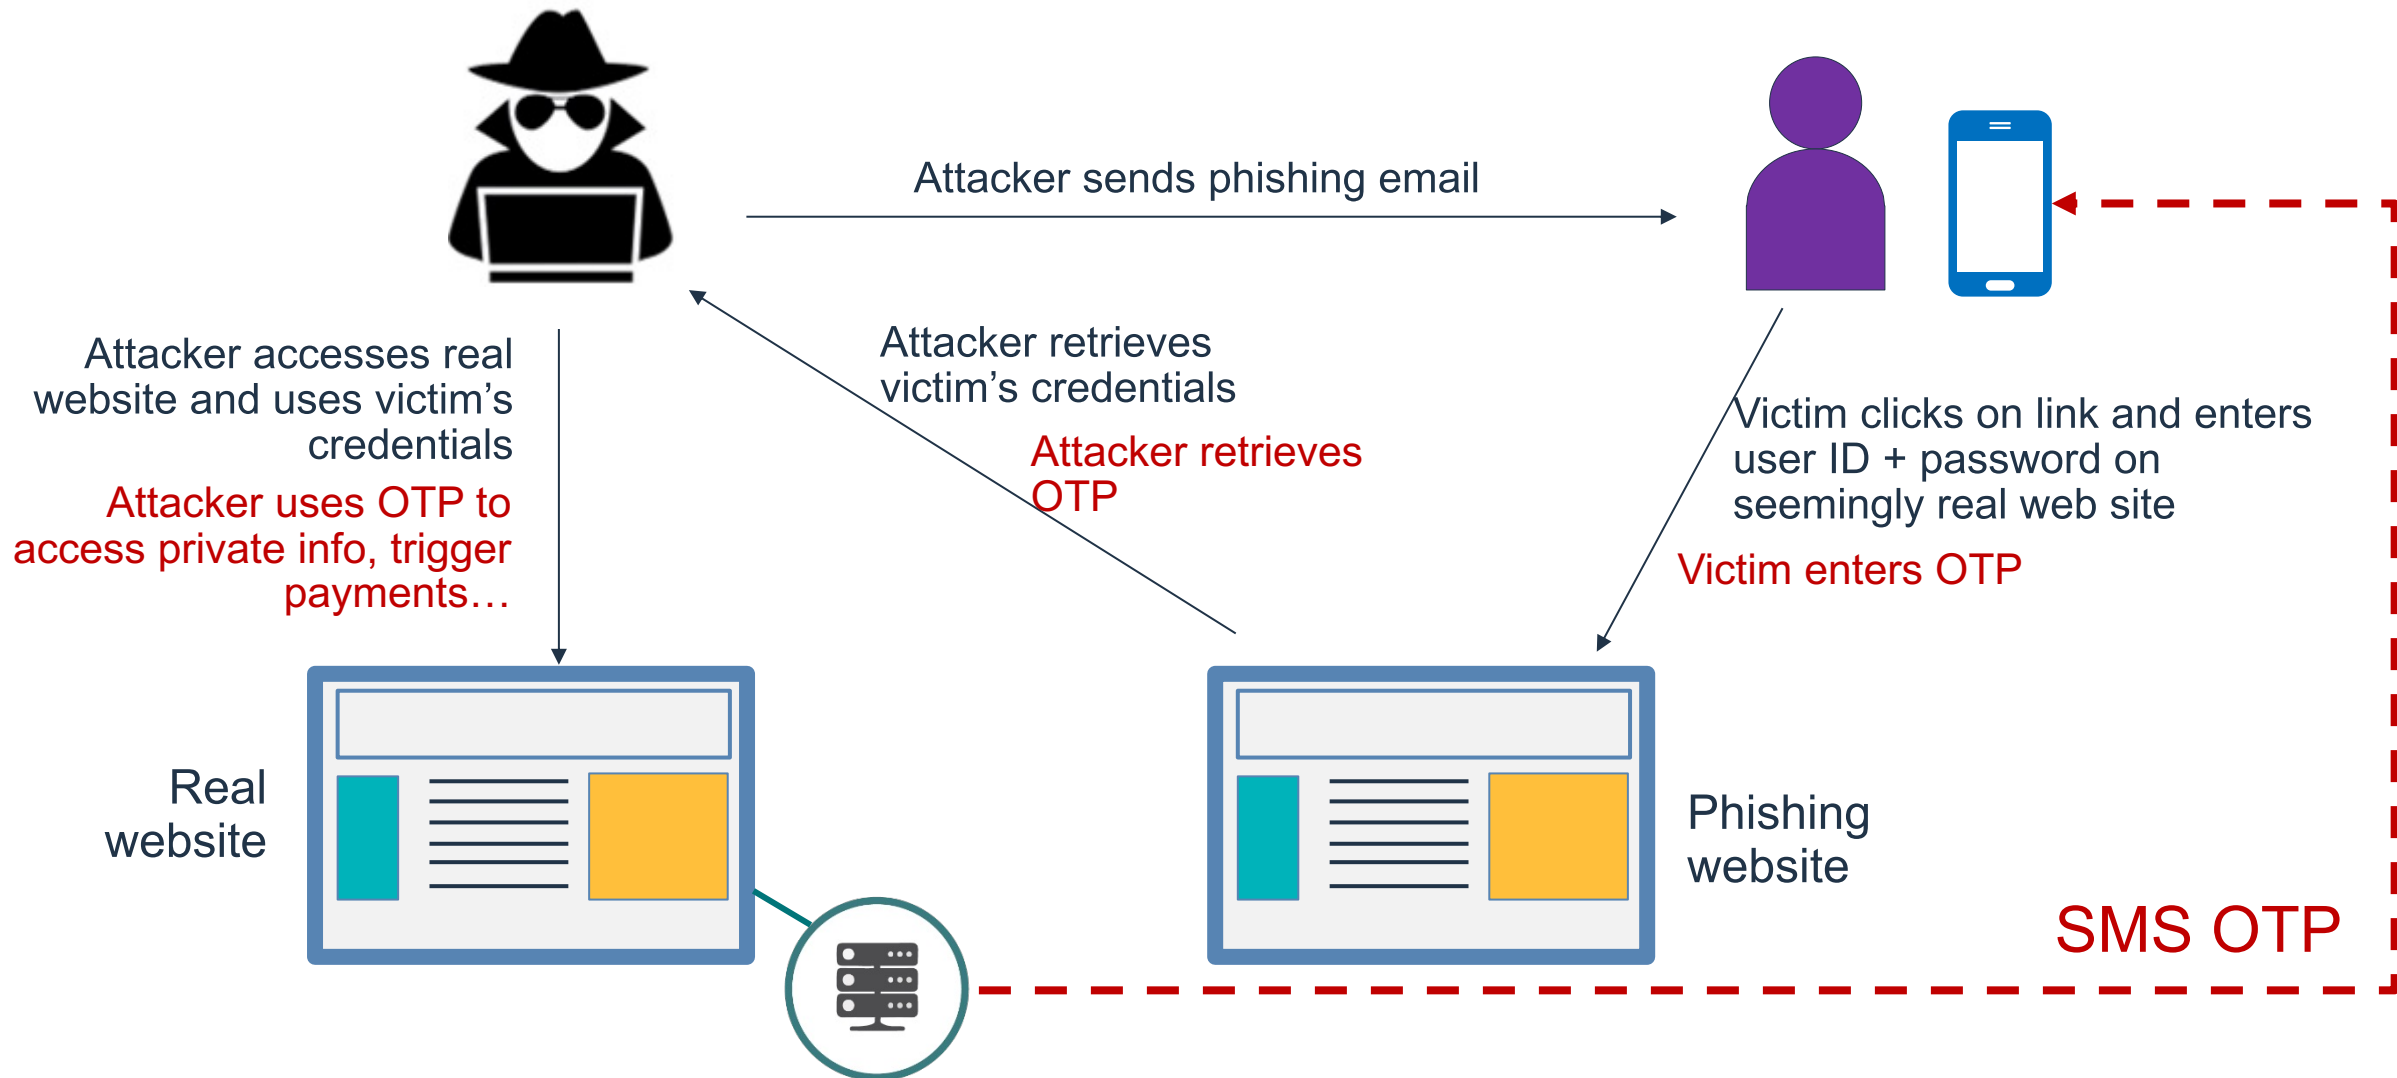 Attacker sends phishing email
Attacker accesses real
website and uses victim’s
credentials
Attacker uses OTP to
access private info, trigger
payments…
Attacker retrieves
victim’s credentials
Attacker retrieves
OTP
Victim clicks on link and enters
user ID + password on
seemingly real web site
Victim enters OTP
Real
website
Phishing
website
SMS OTP